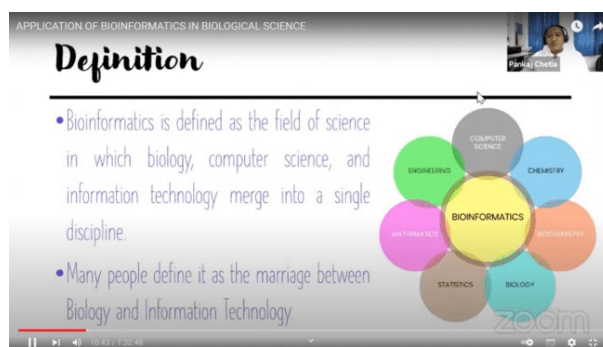 APPLICATION OF BIOINFORMATICS IN BIOLOGICAL SCIENCE
Pankaj Chetia
Definition
•Bioinformatics is defined as the field of science
in which biology, computer science, and
information technology merge into a single
discipline.
•Many people define it as the marriage between
Biology and Information Technology.
COMPUTER
SCIENCE
ENGINEERING
CHEMISTRY
BIOINFORMATICS
MATHEMATICS
BIOCHEMISTRY
STATISTICS
BIOLOGY
zoom
10:43 / 1:32:48